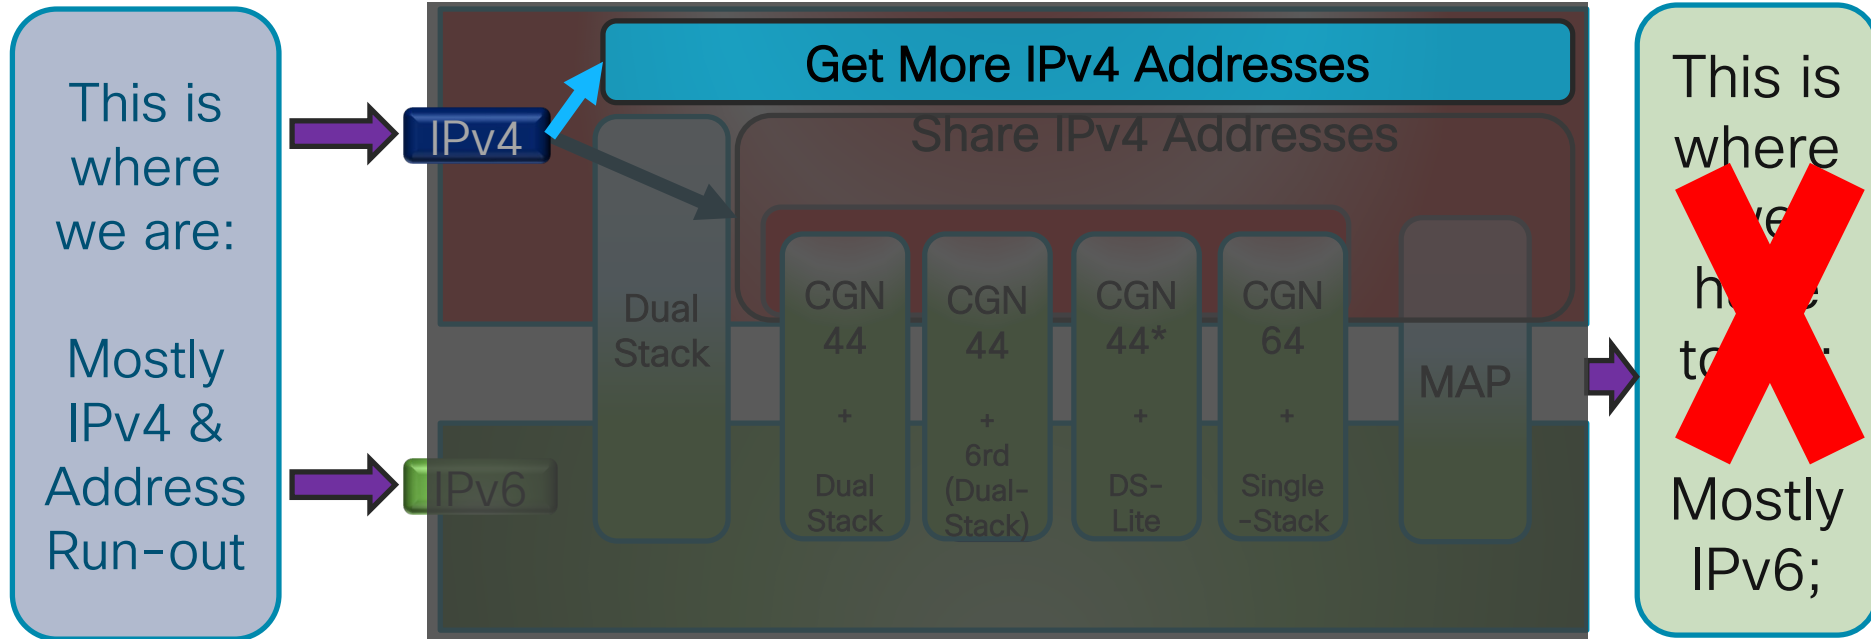 This is
where
we are:
Mostly
IPv4 &
Address
Run-out
IPv4
IPv6
Get More IPv4 Addresses
Share IPv4 Addresses
Dual
Stack
CGN
44
+
Dual
Stack
CGN
44
+
6rd
(Dual-
Stack)
CGN
44*
+
DS-
Lite
CGN
64
+
Single
-Stack
MAP
This is
where
Mostly
IPv6;